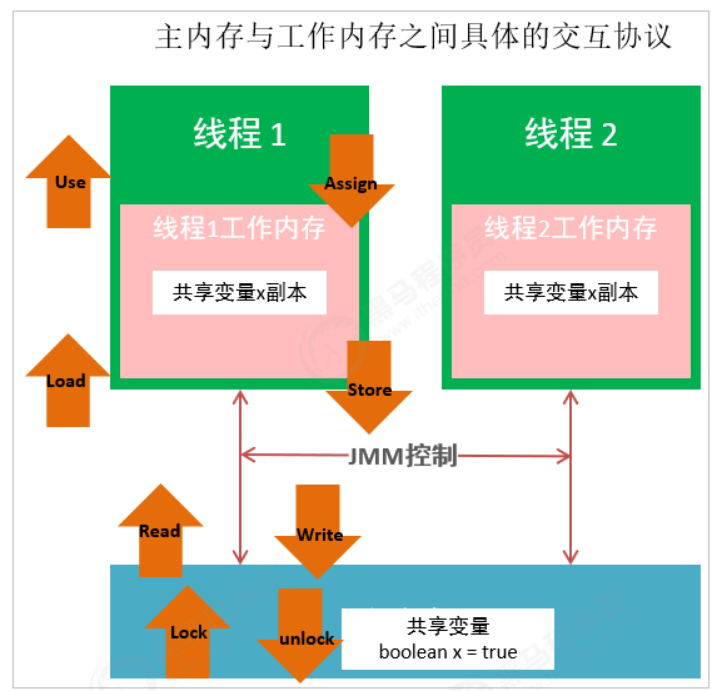 主内存与工作内存之间具体的交互协议
线程 1
线程 2
Use
Assign
线程1工作内存
线程2工作内存
共享变量x副本
共享变量x副本
Load
Store
JMM控制
Read
Write
Lock
unlock
共享变量
boolean x = true